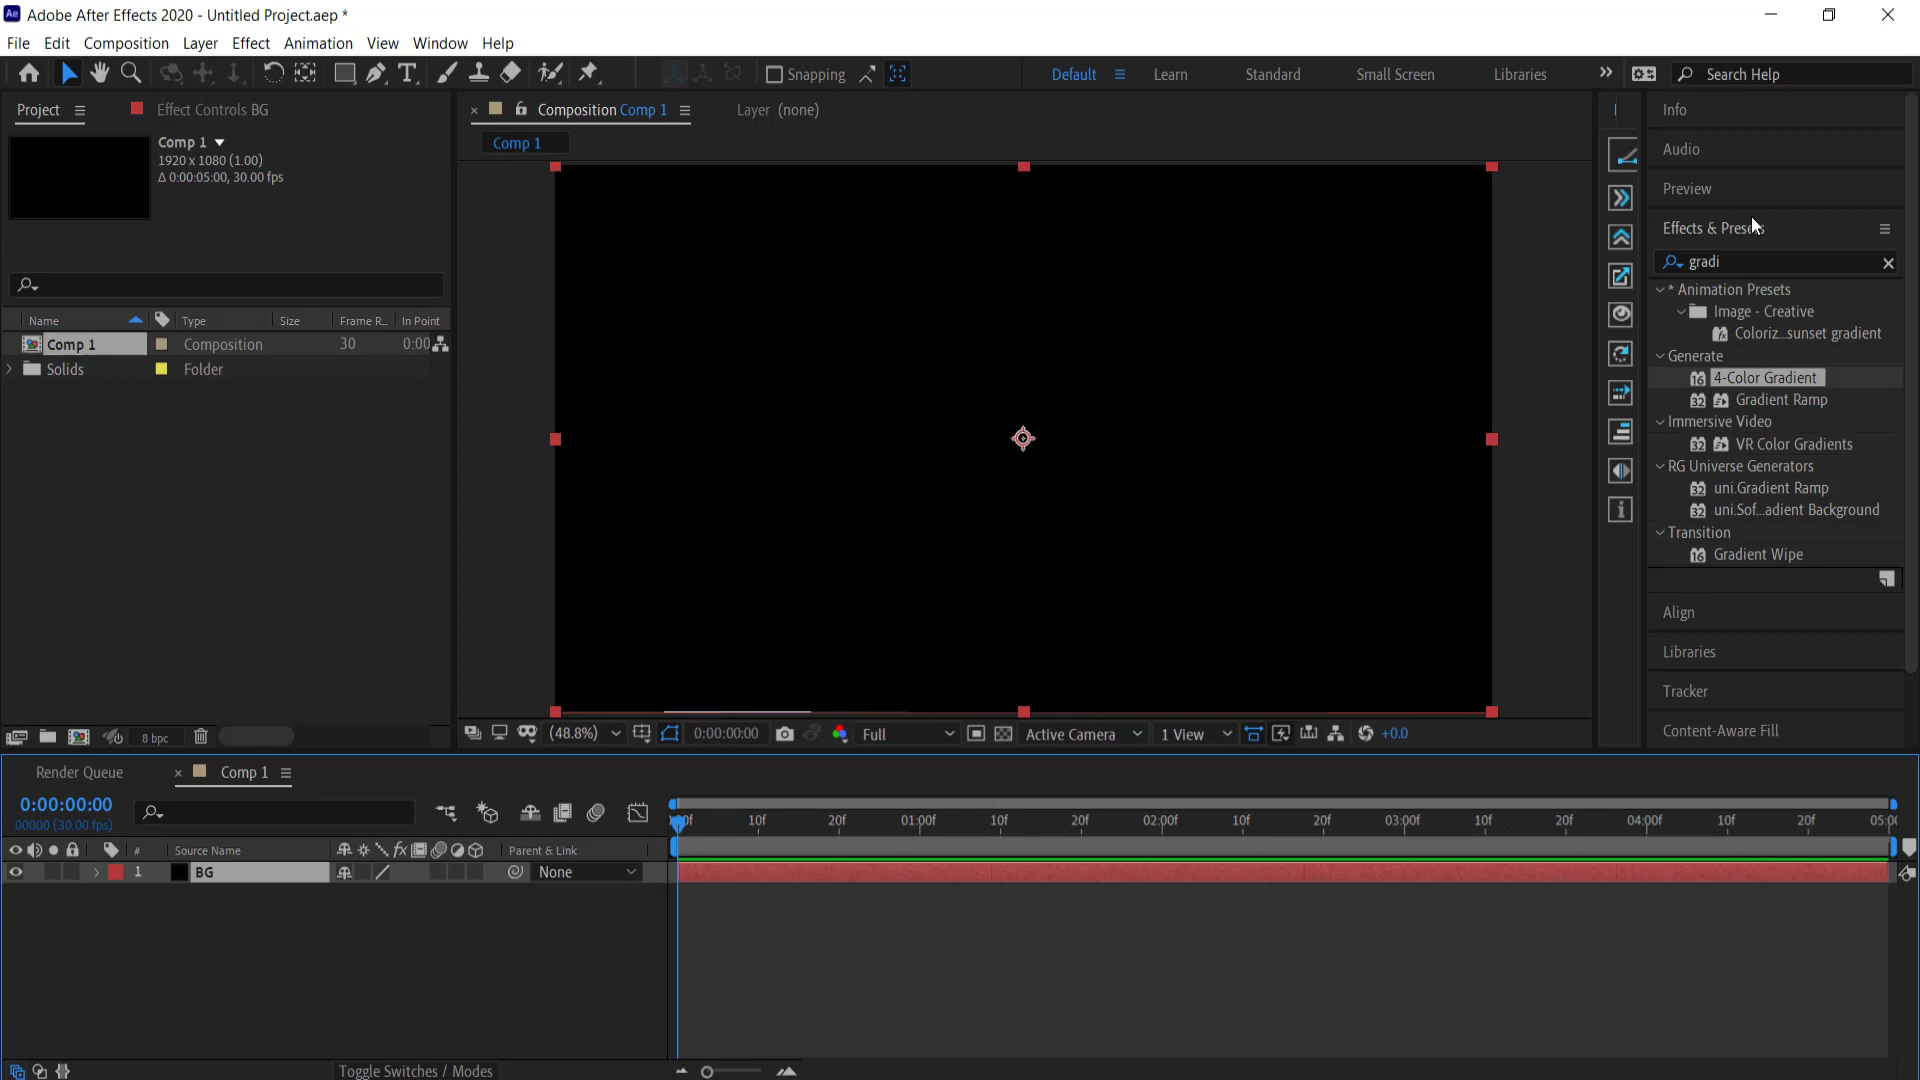 Adobe After Effects 2020 - Untitled Project.aep *
File Edit Composition Layer Effect Animation View Window Help
Snapping
Default Learn Standard Small Screen Libraries Search Help
Project
Effect Controls BG
Composition Comp 1
Layer (none)
Comp 1
1920 x 1080 (1.00)
Δ 0:00:05:00, 30.00 fps
Name Type Size Frame R... In Point
Comp 1 Composition 30 0:00
Solids Folder
8 bpc
Comp 1
(48.8%) 0:00:00:00 Full Active Camera 1 View +0.0
Info
Audio
Preview
Effects & Presets
gradi
* Animation Presets
Image - Creative
Coloriz...sunset gradient
Generate
16 4-Color Gradient
32 Gradient Ramp
Immersive Video
32 VR Color Gradients
RG Universe Generators
32 uni.Gradient Ramp
32 uni.Sof...adient Background
Transition
16 Gradient Wipe
Align
Libraries
Tracker
Content-Aware Fill
Render Queue
Comp 1
0:00:00:00
00000 (30.00 fps)
10f 20f 01:00f 10f 20f 02:00f 10f 20f 03:00f 10f 20f 04:00f 10f 20f
# Source Name fx Parent & Link
1 BG None
Toggle Switches / Modes